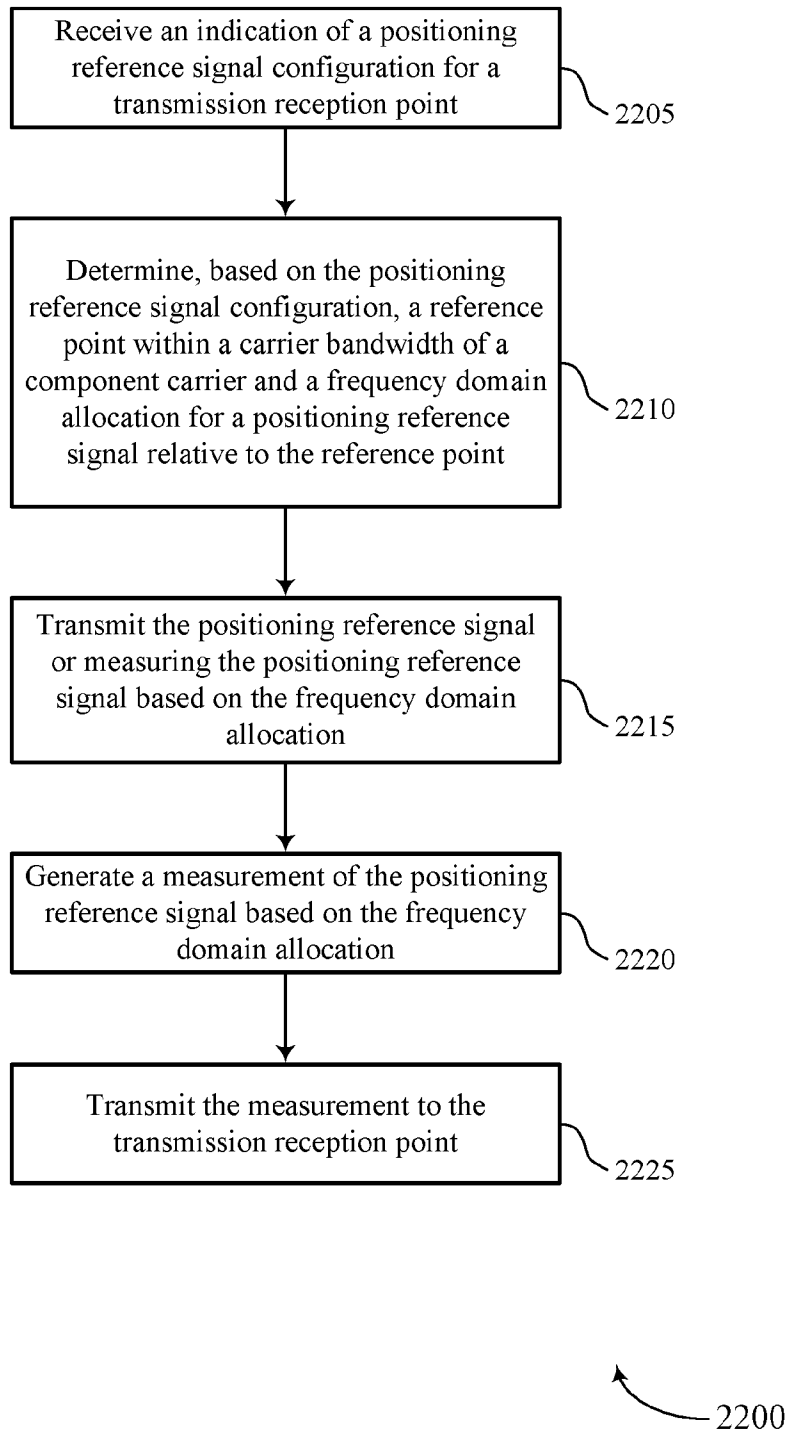 Receive an indication of a positioning
reference signal configuration for a
transmission reception point
2205
Determine, based on the positioning
reference signal configuration, a reference
point within a carrier bandwidth of a
component carrier and a frequency domain
allocation for a positioning reference
signal relative to the reference point
2210
Transmit the positioning reference signal
or measuring the positioning reference
signal based on the frequency domain
allocation
2215
Generate a measurement of the positioning
reference signal based on the frequency
domain allocation
2220
Transmit the measurement to the
transmission reception point
2225
2200